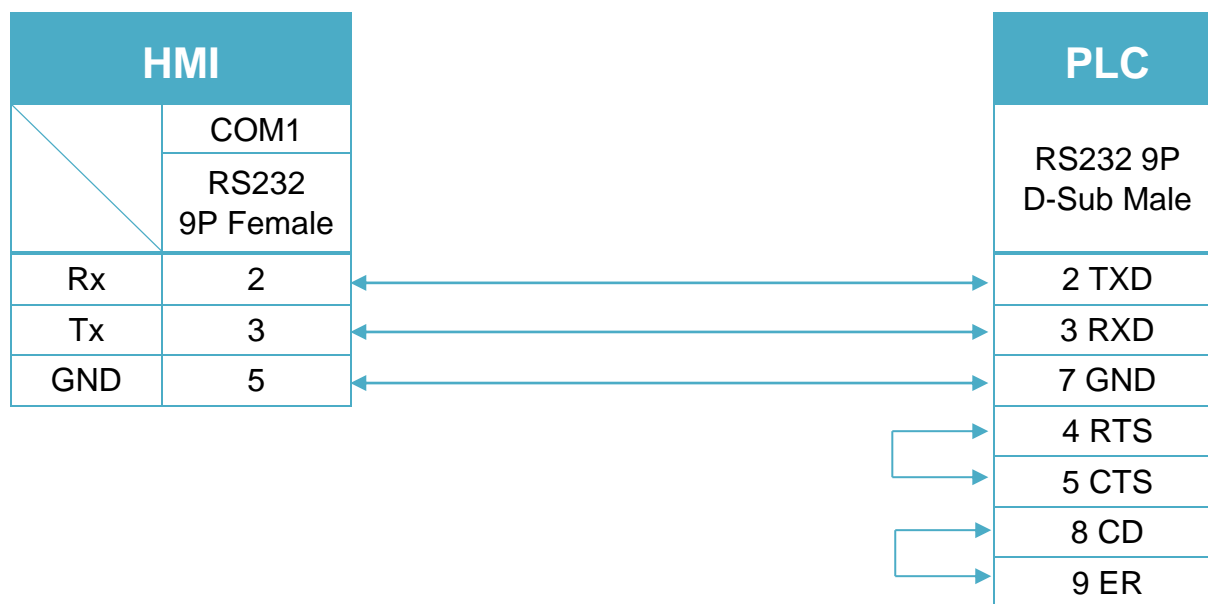 HMI
PLC
COM1
RS232
9P Female
RS232 9P
D-Sub Male
Rx 2 2 TXD
Tx 3 3 RXD
GND 5 7 GND
4 RTS
5 CTS
8 CD
9 ER